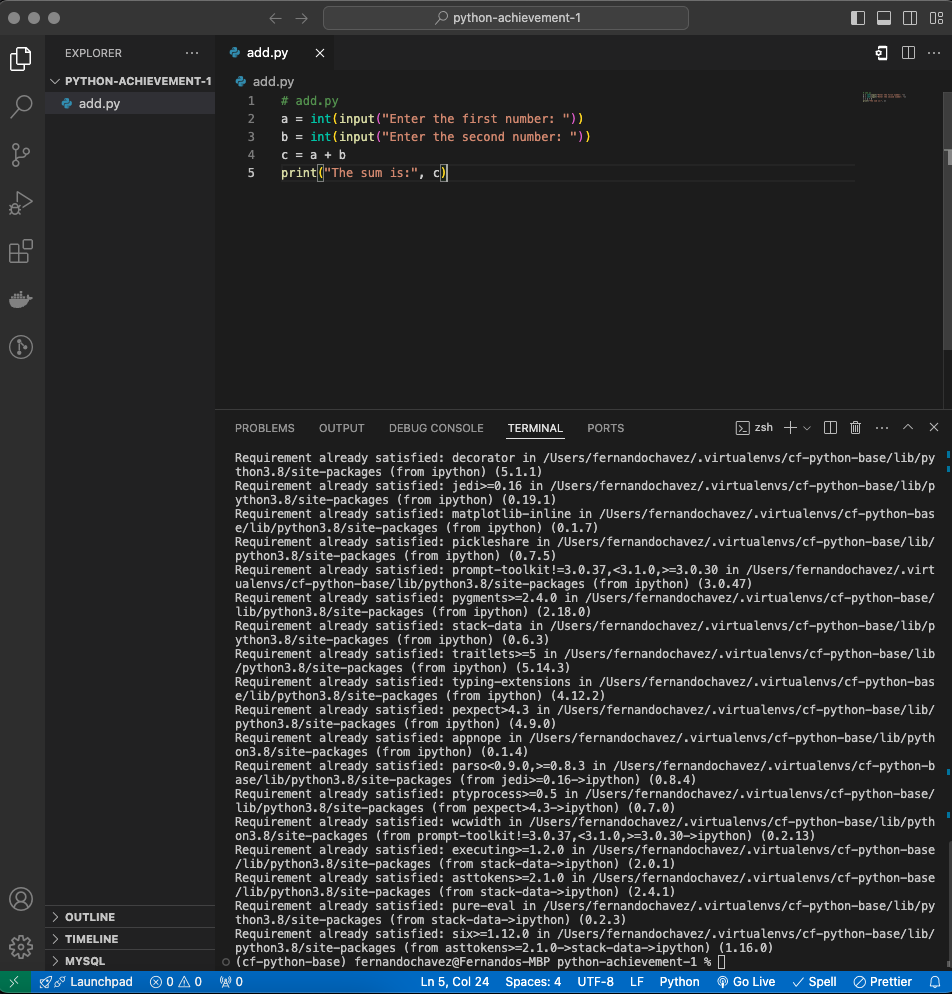 python-achievement-1
EXPLORER
PYTHON-ACHIEVEMENT-1
add.py
add.py
add.py
1 # add.py
2 a = int(input("Enter the first number: "))
3 b = int(input("Enter the second number: "))
4 c = a + b
5 print("The sum is:", c)
PROBLEMS OUTPUT DEBUG CONSOLE TERMINAL PORTS zsh
Requirement already satisfied: decorator in /Users/fernandochavez/.virtualenvs/cf-python-base/lib/py
thon3.8/site-packages (from ipython) (5.1.1)
Requirement already satisfied: jedi>=0.16 in /Users/fernandochavez/.virtualenvs/cf-python-base/lib/p
ython3.8/site-packages (from ipython) (0.19.1)
Requirement already satisfied: matplotlib-inline in /Users/fernandochavez/.virtualenvs/cf-python-bas
e/lib/python3.8/site-packages (from ipython) (0.1.7)
Requirement already satisfied: pickleshare in /Users/fernandochavez/.virtualenvs/cf-python-base/lib/
python3.8/site-packages (from ipython) (0.7.5)
Requirement already satisfied: prompt-toolkit!=3.0.37,<3.1.0,>=3.0.30 in /Users/fernandochavez/.virt
ualenvs/cf-python-base/lib/python3.8/site-packages (from ipython) (3.0.47)
Requirement already satisfied: pygments>=2.4.0 in /Users/fernandochavez/.virtualenvs/cf-python-base/
lib/python3.8/site-packages (from ipython) (2.18.0)
Requirement already satisfied: stack-data in /Users/fernandochavez/.virtualenvs/cf-python-base/lib/p
ython3.8/site-packages (from ipython) (0.6.3)
Requirement already satisfied: traitlets>=5 in /Users/fernandochavez/.virtualenvs/cf-python-base/lib
/python3.8/site-packages (from ipython) (5.14.3)
Requirement already satisfied: typing-extensions in /Users/fernandochavez/.virtualenvs/cf-python-bas
e/lib/python3.8/site-packages (from ipython) (4.12.2)
Requirement already satisfied: pexpect>4.3 in /Users/fernandochavez/.virtualenvs/cf-python-base/lib/
python3.8/site-packages (from ipython) (4.9.0)
Requirement already satisfied: appnope in /Users/fernandochavez/.virtualenvs/cf-python-base/lib/pyth
on3.8/site-packages (from ipython) (0.1.4)
Requirement already satisfied: parso<0.9.0,>=0.8.3 in /Users/fernandochavez/.virtualenvs/cf-python-b
ase/lib/python3.8/site-packages (from jedi>=0.16->ipython) (0.8.4)
Requirement already satisfied: ptyprocess>=0.5 in /Users/fernandochavez/.virtualenvs/cf-python-base/
lib/python3.8/site-packages (from pexpect>4.3->ipython) (0.7.0)
Requirement already satisfied: wcwidth in /Users/fernandochavez/.virtualenvs/cf-python-base/lib/pyth
on3.8/site-packages (from prompt-toolkit!=3.0.37,<3.1.0,>=3.0.30->ipython) (0.2.13)
Requirement already satisfied: executing>=1.2.0 in /Users/fernandochavez/.virtualenvs/cf-python-base
/lib/python3.8/site-packages (from stack-data->ipython) (2.0.1)
Requirement already satisfied: asttokens>=2.1.0 in /Users/fernandochavez/.virtualenvs/cf-python-base
/lib/python3.8/site-packages (from stack-data->ipython) (2.4.1)
Requirement already satisfied: pure-eval in /Users/fernandochavez/.virtualenvs/cf-python-base/lib/py
thon3.8/site-packages (from stack-data->ipython) (0.2.3)
Requirement already satisfied: six>=1.12.0 in /Users/fernandochavez/.virtualenvs/cf-python-base/lib/
python3.8/site-packages (from asttokens>=2.1.0->stack-data->ipython) (1.16.0)
(cf-python-base) fernandochavez@Fernandos-MBP python-achievement-1 %
OUTLINE
TIMELINE
MYSQL
Launchpad 0 0 0 Ln 5, Col 24 Spaces: 4 UTF-8 LF Python Go Live Spell Prettier